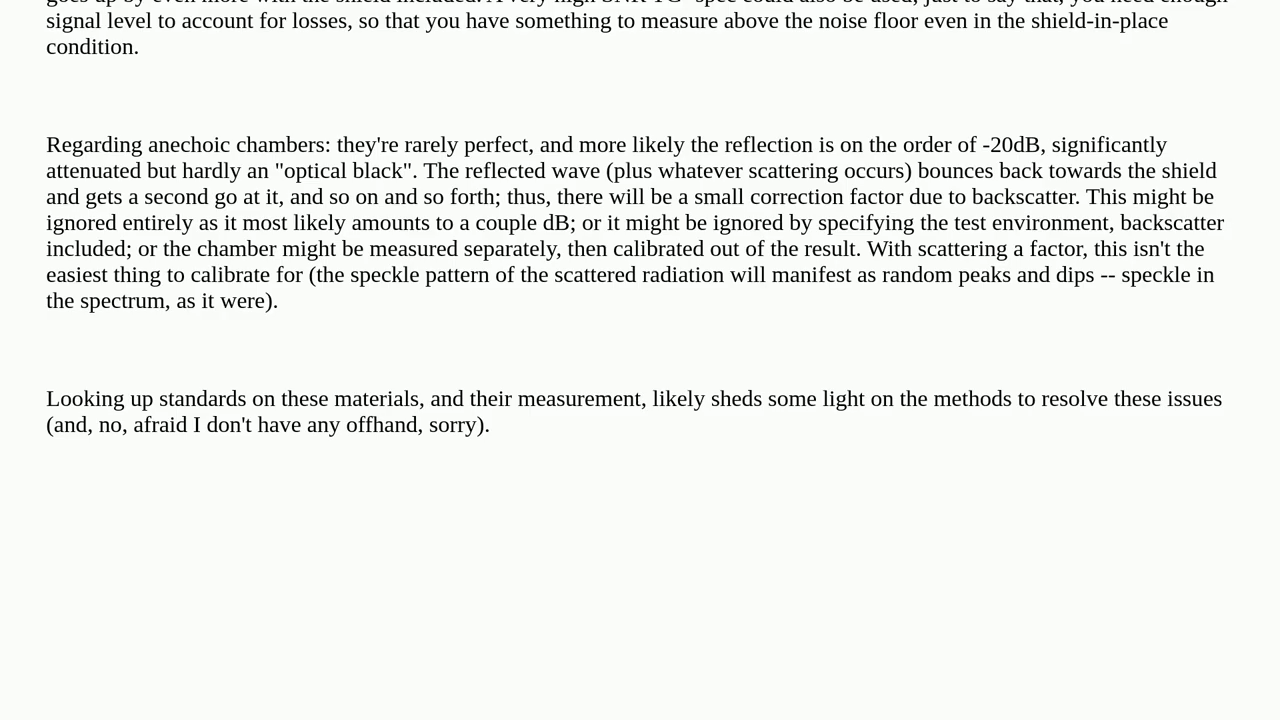 signal level to account for losses, so that you have something to measure above the noise floor even in the shield-in-place
condition.
Regarding anechoic chambers: they're rarely perfect, and more likely the reflection is on the order of -20dB, significantly
attenuated but hardly an "optical black". The reflected wave (plus whatever scattering occurs) bounces back towards the shield
and gets a second go at it, and so on and so forth; thus, there will be a small correction factor due to backscatter. This might be
ignored entirely as it most likely amounts to a couple dB; or it might be ignored by specifying the test environment, backscatter
included; or the chamber might be measured separately, then calibrated out of the result. With scattering a factor, this isn't the
easiest thing to calibrate for (the speckle pattern of the scattered radiation will manifest as random peaks and dips -- speckle in
the spectrum, as it were).
Looking up standards on these materials, and their measurement, likely sheds some light on the methods to resolve these issues
(and, no, afraid I don't have any offhand, sorry).